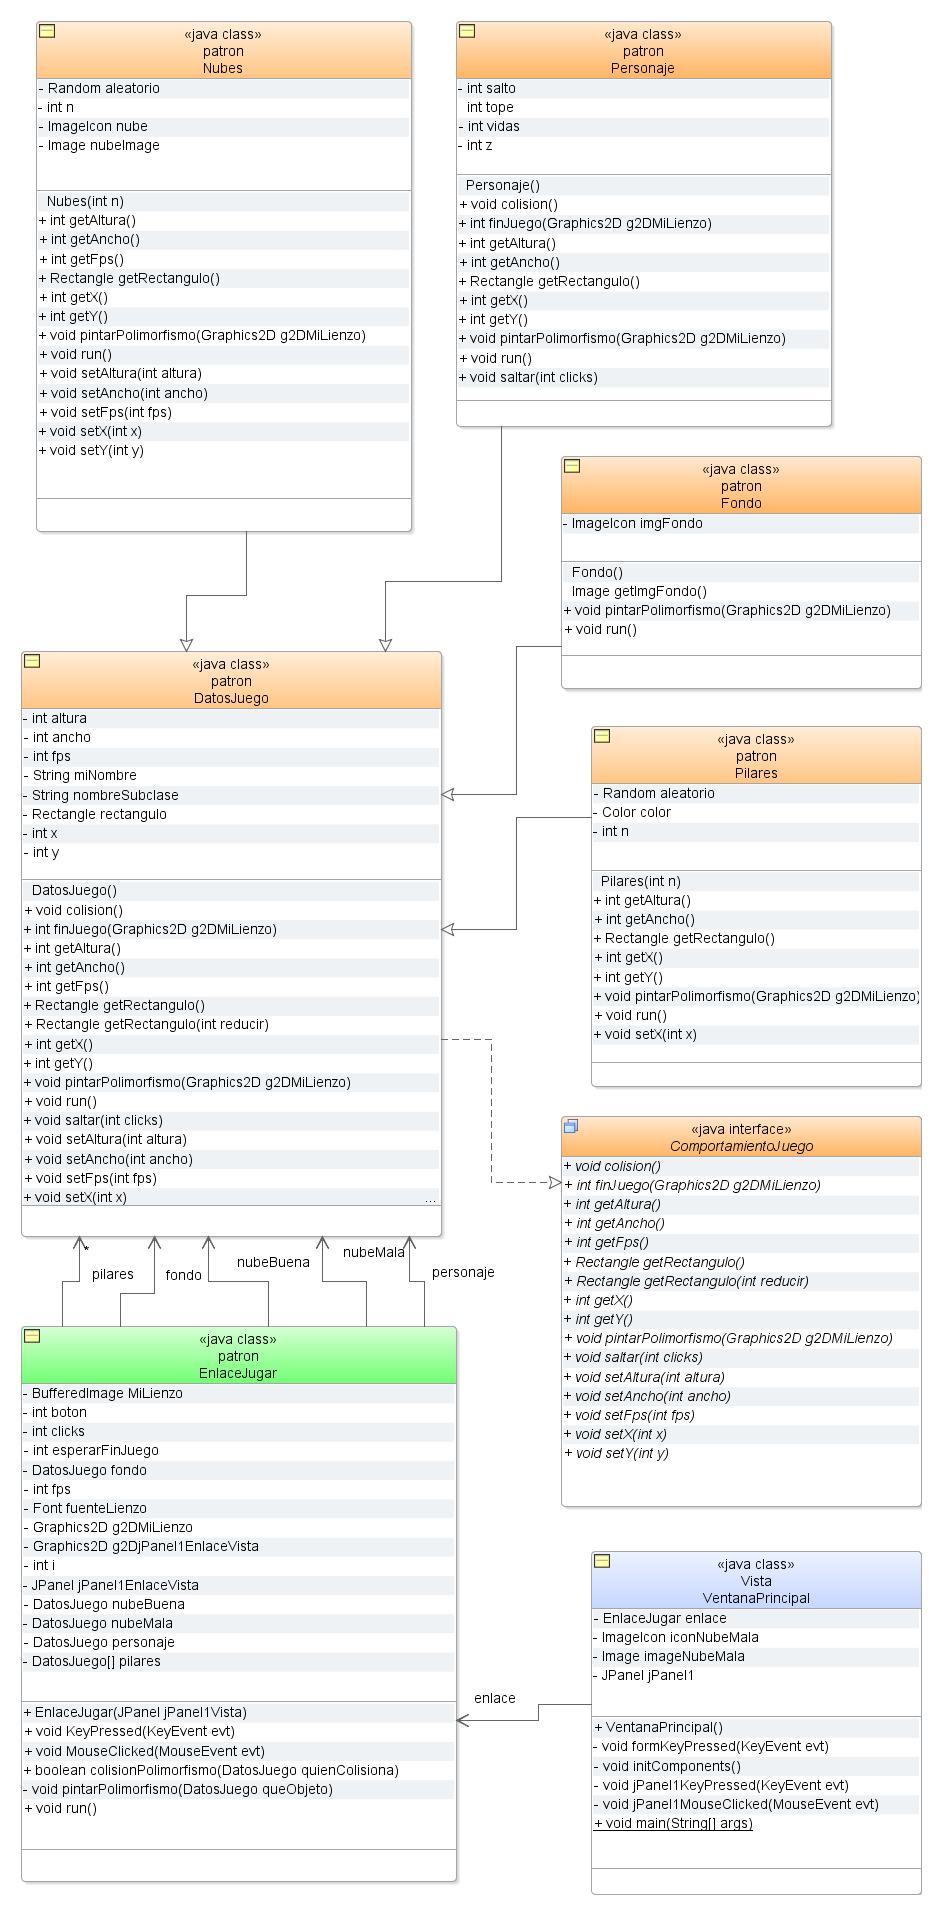 «java class»
patron
Nubes
- Random aleatorio
- int n
- ImageIcon nube
- Image nubeImage
Nubes(int n)
+ int getAltura()
+ int getAncho()
+ int getFps()
+ Rectangle getRectangulo()
+ int getX()
+ int getY()
+ void pintarPolimorfismo(Graphics2D g2DMiLienzo)
+ void run()
+ void setAltura(int altura)
+ void setAncho(int ancho)
+ void setFps(int fps)
+ void setX(int x)
+ void setY(int y)
«java class»
patron
Personaje
- int salto
int tope
- int vidas
- int z
Personaje()
+ void colision()
+ int finJuego(Graphics2D g2DMiLienzo)
+ int getAltura()
+ int getAncho()
+ Rectangle getRectangulo()
+ int getX()
+ int getY()
+ void pintarPolimorfismo(Graphics2D g2DMiLienzo)
+ void run()
+ void saltar(int clicks)
«java class»
patron
Fondo
- ImageIcon imgFondo
Fondo()
Image getImgFondo()
+ void pintarPolimorfismo(Graphics2D g2DMiLienzo)
+ void run()
«java class»
patron
DatosJuego
- int altura
- int ancho
- int fps
- String miNombre
- String nombreSubclase
- Rectangle rectangulo
- int x
- int y
DatosJuego()
+ void colision()
+ int finJuego(Graphics2D g2DMiLienzo)
+ int getAltura()
+ int getAncho()
+ int getFps()
+ Rectangle getRectangulo()
+ Rectangle getRectangulo(int reducir)
+ int getX()
+ int getY()
+ void pintarPolimorfismo(Graphics2D g2DMiLienzo)
+ void run()
+ void saltar(int clicks)
+ void setAltura(int altura)
+ void setAncho(int ancho)
+ void setFps(int fps)
+ void setX(int x) ...
«java class»
patron
Pilares
- Random aleatorio
- Color color
- int n
Pilares(int n)
+ int getAltura()
+ int getAncho()
+ Rectangle getRectangulo()
+ int getX()
+ int getY()
+ void pintarPolimorfismo(Graphics2D g2DMiLienzo)
+ void run()
+ void setX(int x)
«java interface»
ComportamientoJuego
+ void colision()
+ int finJuego(Graphics2D g2DMiLienzo)
+ int getAltura()
+ int getAncho()
+ int getFps()
+ Rectangle getRectangulo()
+ Rectangle getRectangulo(int reducir)
+ int getX()
+ int getY()
+ void pintarPolimorfismo(Graphics2D g2DMiLienzo)
+ void saltar(int clicks)
+ void setAltura(int altura)
+ void setAncho(int ancho)
+ void setFps(int fps)
+ void setX(int x)
+ void setY(int y)
*
pilares
fondo
nubeBuena
nubeMala
personaje
«java class»
patron
EnlaceJugar
- BufferedImage MiLienzo
- int boton
- int clicks
- int esperarFinJuego
- DatosJuego fondo
- int fps
- Font fuenteLienzo
- Graphics2D g2DMiLienzo
- Graphics2D g2DjPanel1EnlaceVista
- int i
- JPanel jPanel1EnlaceVista
- DatosJuego nubeBuena
- DatosJuego nubeMala
- DatosJuego personaje
- DatosJuego[] pilares
+ EnlaceJugar(JPanel jPanel1Vista)
+ void KeyPressed(KeyEvent evt)
+ void MouseClicked(MouseEvent evt)
+ boolean colisionPolimorfismo(DatosJuego quienColisiona)
- void pintarPolimorfismo(DatosJuego queObjeto)
+ void run()
enlace
«java class»
Vista
VentanaPrincipal
- EnlaceJugar enlace
- ImageIcon iconNubeMala
- Image imageNubeMala
- JPanel jPanel1
+ VentanaPrincipal()
- void formKeyPressed(KeyEvent evt)
- void initComponents()
- void jPanel1KeyPressed(KeyEvent evt)
- void jPanel1MouseClicked(MouseEvent evt)
+ void main(String[] args)